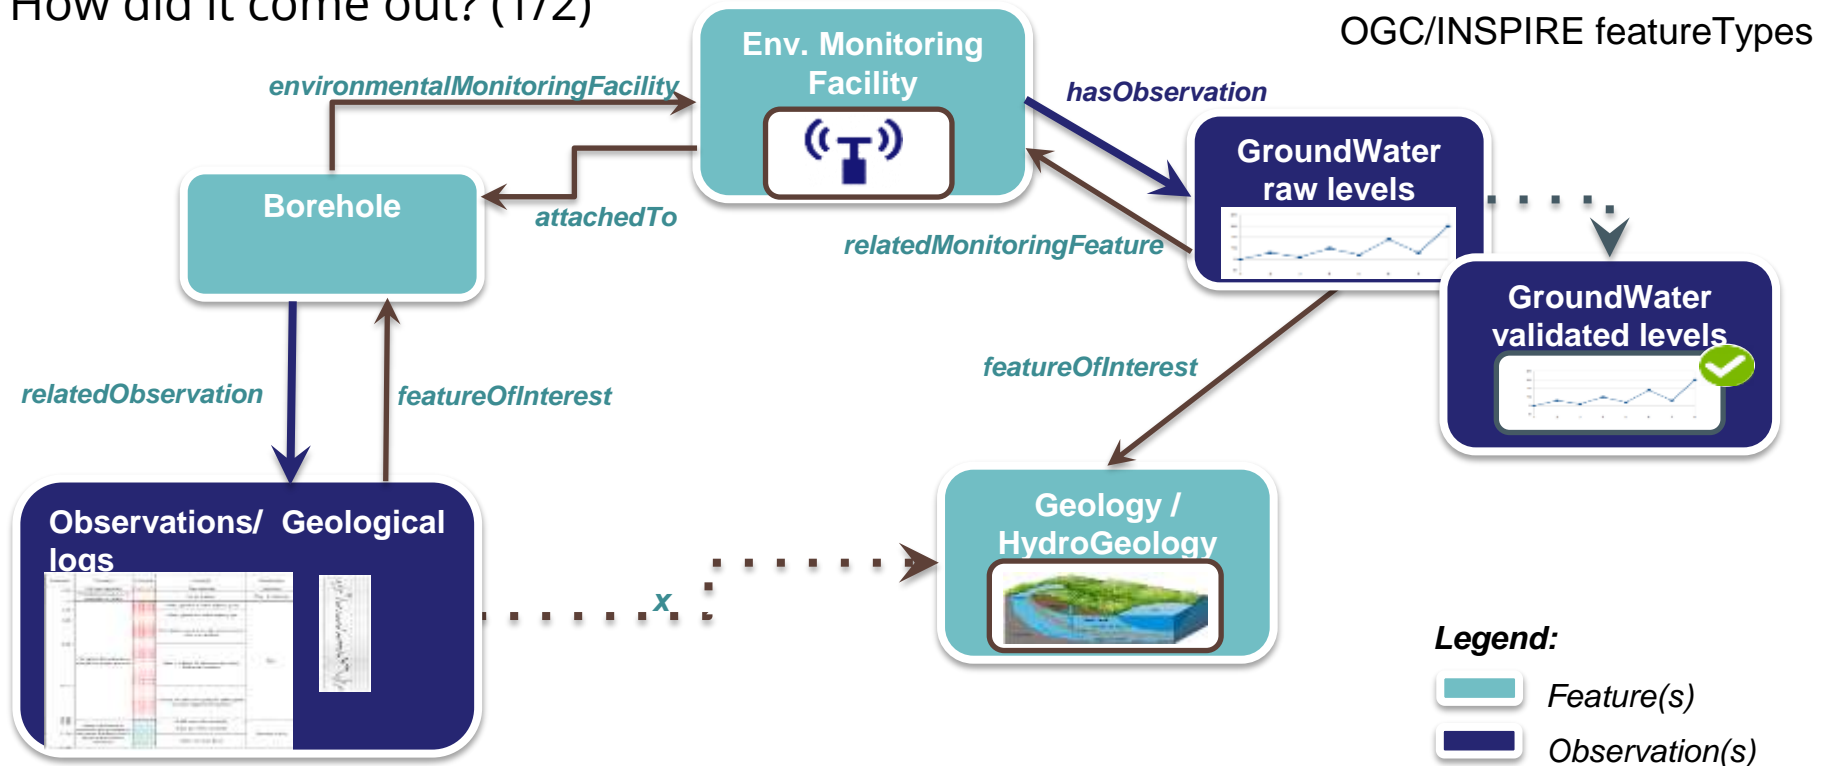 How did it come out? (1/2)
OGC/INSPIRE featureTypes
Env. Monitoring
Facility
environmentalMonitoringFacility
hasObservation
GroundWater
raw levels
Borehole
attachedTo
relatedMonitoringFeature
GroundWater
validated levels
featureOfInterest
relatedObservation
featureOfInterest
Observations/ Geological
logs
Geology /
HydroGeology
x
Legend:
Feature(s)
Observation(s)